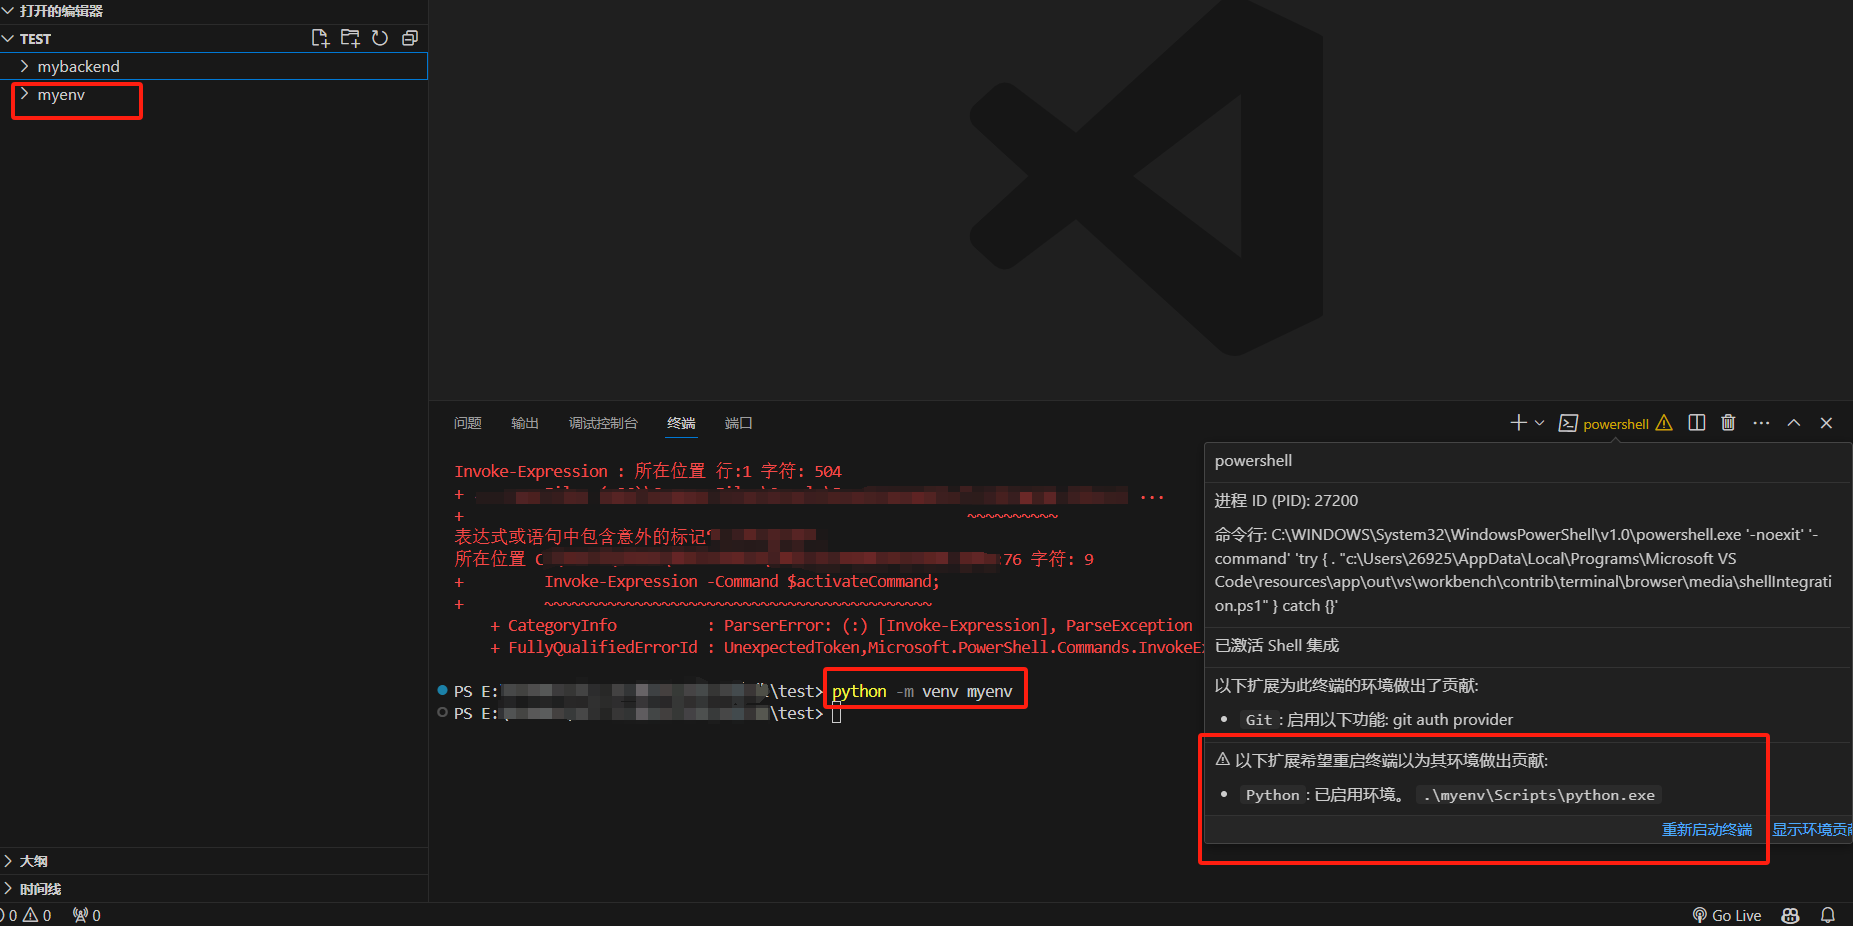 打开的编辑器
TEST
mybackend
myenv
大纲
时间线
问题 输出 调试控制台 终端 端口
powershell
Invoke-Expression : 所在位置 行:1 字符: 504
+ ...
+ ~~~~~~~~~~
表达式或语句中包含意外的标记“
所在位置 C :76 字符: 9
+ Invoke-Expression -Command $activateCommand;
+ ~~~~~~~~~~~~~~~~~~~~~~~~~~~~~~~~~~~~~~~~~~~
+ CategoryInfo : ParserError: (:) [Invoke-Expression], ParseException
+ FullyQualifiedErrorId : UnexpectedToken,Microsoft.PowerShell.Commands.InvokeEx
PS E:\test> python -m venv myenv
PS E:\test>
powershell
进程 ID (PID): 27200
命令行: C:\WINDOWS\System32\WindowsPowerShell\v1.0\powershell.exe '-noexit' '-
command' 'try { . "c:\Users\26925\AppData\Local\Programs\Microsoft VS
Code\resources\app\out\vs\workbench\contrib\terminal\browser\media\shellIntegrati
on.ps1" } catch {}'
已激活 Shell 集成
以下扩展为此终端的环境做出了贡献:
• Git : 启用以下功能: git auth provider
以下扩展希望重启终端以为其环境做出贡献:
• Python : 已启用环境。 .\myenv\Scripts\python.exe
重新启动终端 显示环境贡献
0 0 0
Go Live